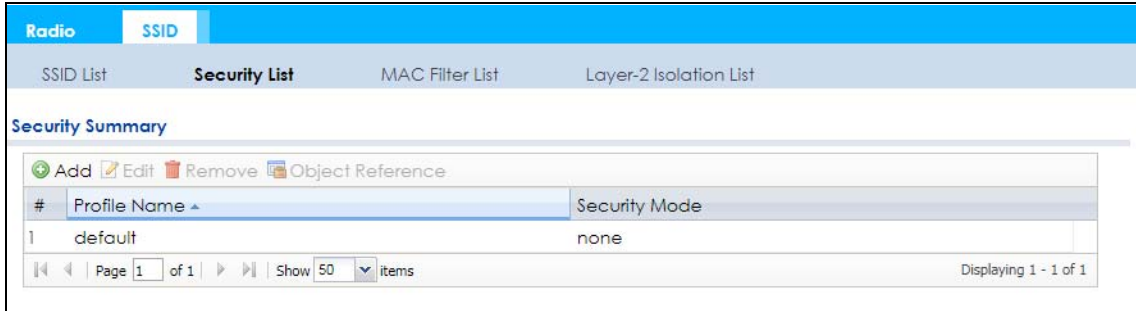 Radio SSID
SSID List Security List MAC Filter List Layer-2 Isolation List
Security Summary
Add Edit Remove Object Reference
# Profile Name Security Mode
1 default none
Page 1 of 1 Show 50 items Displaying 1 - 1 of 1